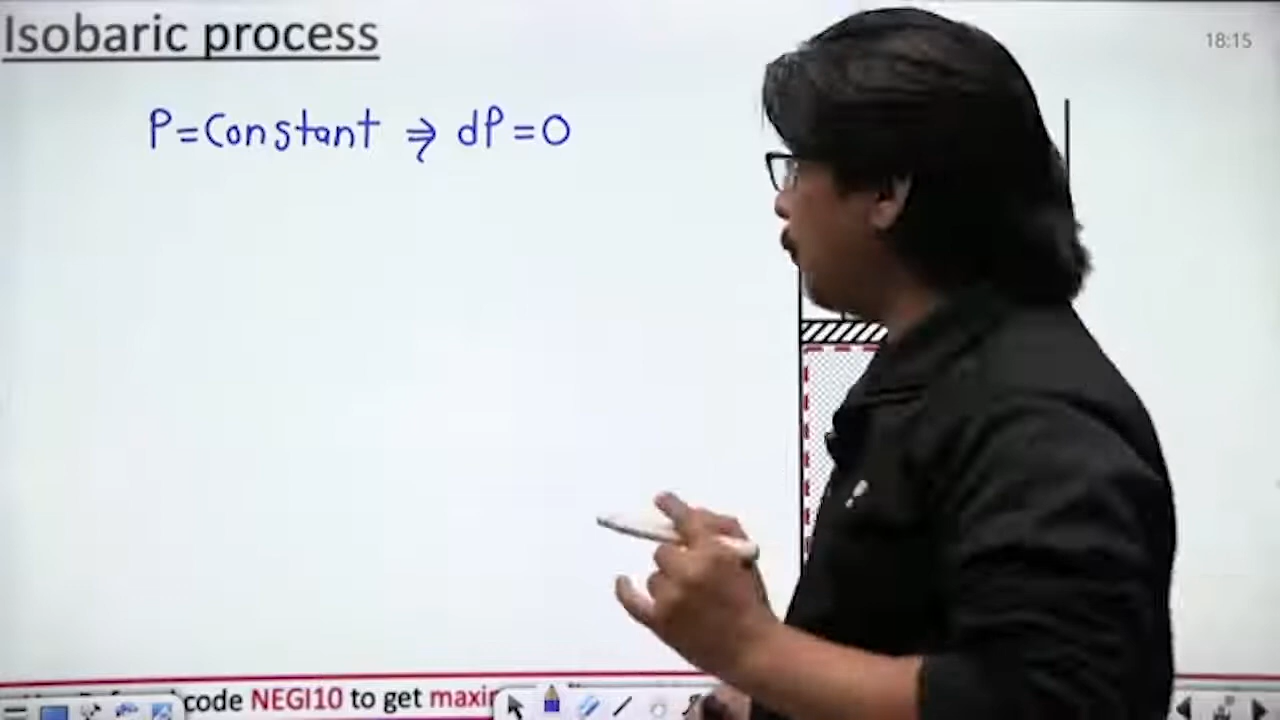 Isobaric process
18:15
P = Constant ⇒ dP = 0
code NEGI10 to get